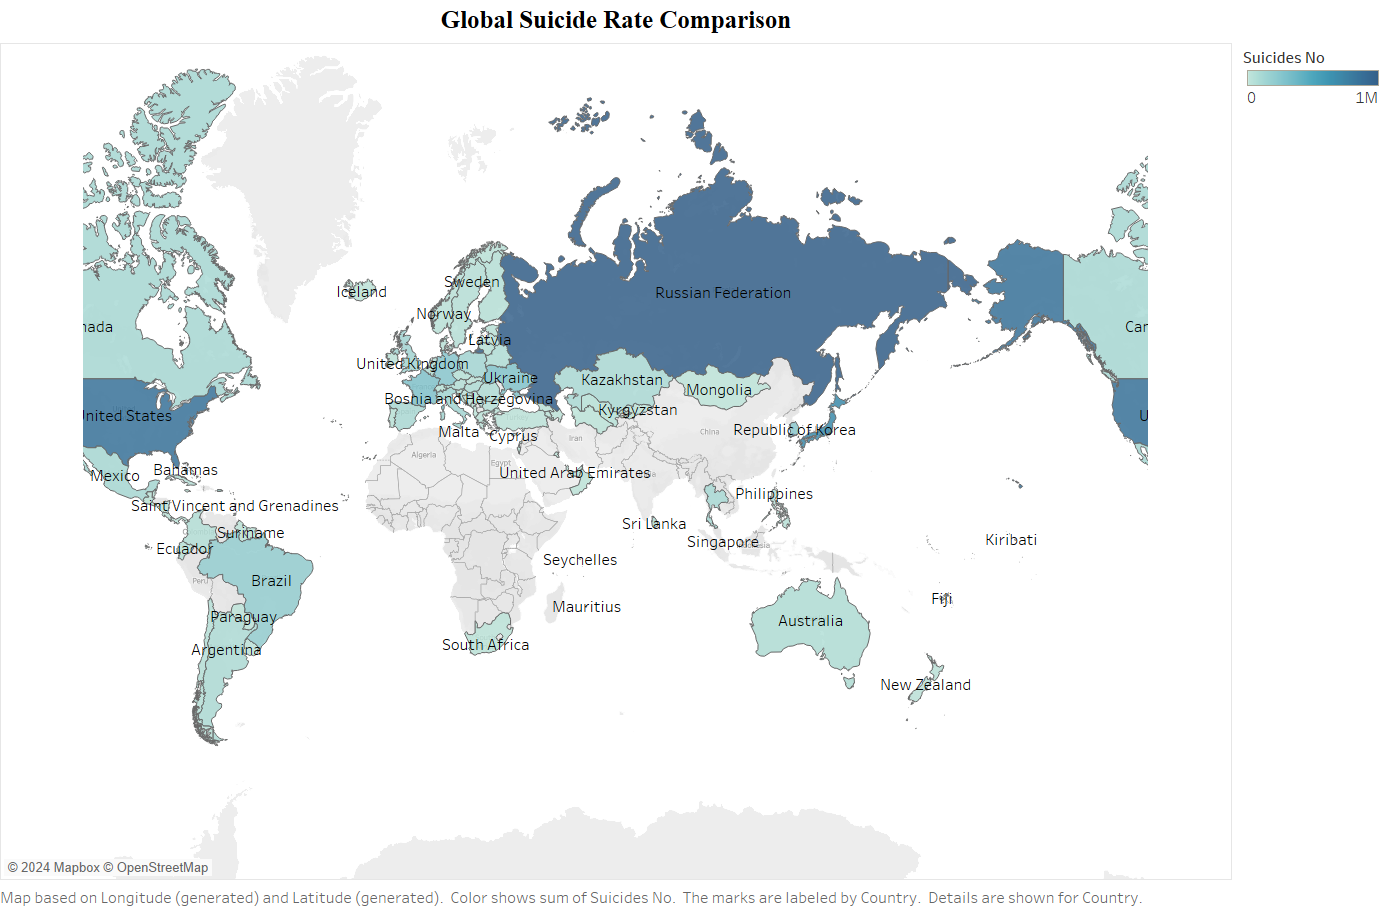 Global Suicide Rate Comparison
Suicides No
0 1M
Sweden
Iceland
Russian Federation
Norway
nada
Can
Latvia
United Kingdom
Ukraine
Kazakhstan
Mongolia
Bosnia and Herzegovina
Kyrgyzstan
United States
U
Malta
Cyprus
Iran
China
Republic of Korea
Algeria
Egypt
Mexico
Bahamas
United Arab Emirates
Philippines
Saint Vincent and Grenadines
Sri Lanka
Suriname
Singapore
Kiribati
Ecuador
Seychelles
Peru
Brazil
Mauritius
Fiji
Paraguay
Australia
Argentina
South Africa
New Zealand
© 2024 Mapbox © OpenStreetMap
Map based on Longitude (generated) and Latitude (generated). Color shows sum of Suicides No. The marks are labeled by Country. Details are shown for Country.